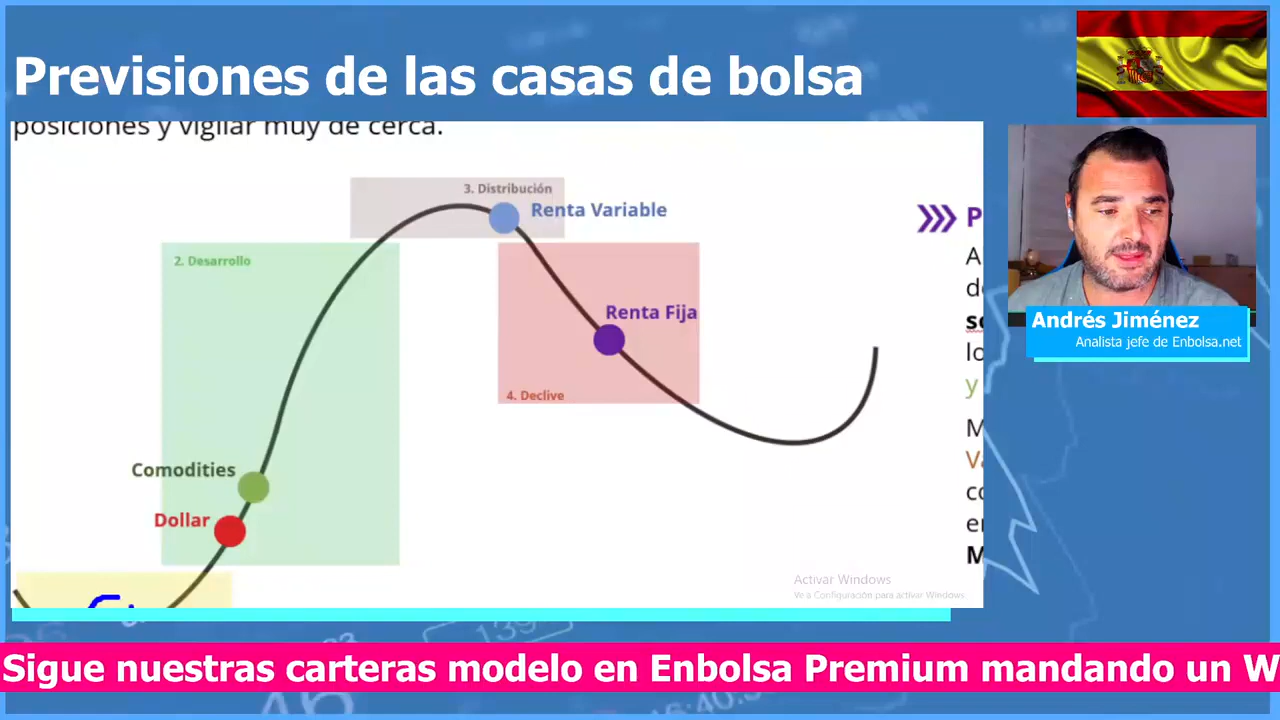 Previsiones de las casas de bolsa
posiciones y vigilar muy de cerca.
3. Distribución
Renta Variable
2. Desarrollo
Renta Fija
4. Declive
Comodities
Dollar
Andrés Jiménez
Analista jefe de Enbolsa.net
Activar Windows
Ve a Configuración para activar Windows.
139
Sigue nuestras carteras modelo en Enbolsa Premium mandando un W